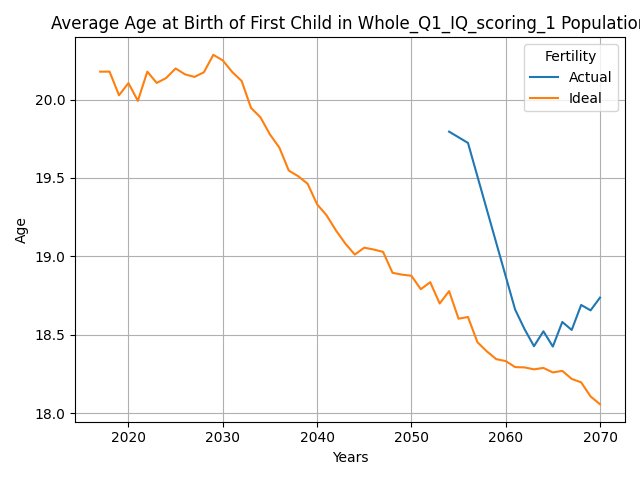 Average Age at Birth of First Child in Whole_Q1_IQ_scoring_1 Population
Fertility
Actual
Ideal
20.0
19.5
19.0
18.5
18.0
Age
2020 2030 2040 2050 2060 2070
Years